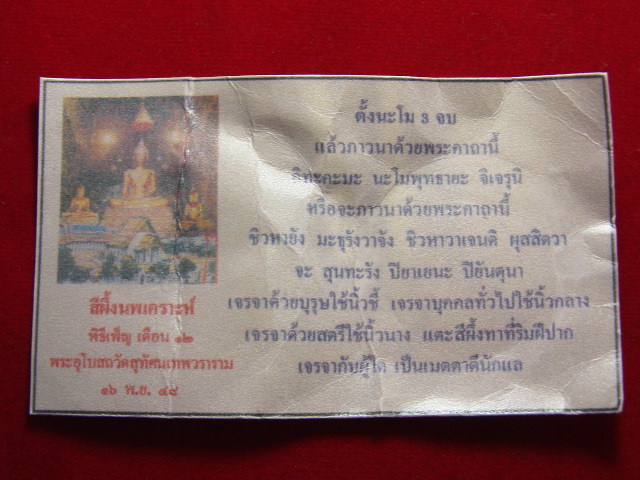 ตั้งนะโม 3 จบ
แล้วภาวนาด้วยพระคาถานี้
อิทะคะมะ นะโมพุทธายะ จิเจรุนิ
หรือจะภาวนาด้วยพระคาถานี้
ชิวหายัง มะธุรังวาจัง ชิวหาวาเจนดิ ผุสสิตวา
จะ สุนทะรัง ปิยาเยนะ ปิยันตุนา
เจรจาด้วยบุรุษใช้นิ้วชี้ เจรจาบุคคลทั่วไปใช้นิ้วกลาง
เจรจาด้วยสตรีใช้นิ้วนาง แตะสีผึ้งทาที่ริมฝีปาก
เจรจากับผู้ใด เป็นเมตตาดีนักแล
สีผึ้งนพเคราะห์
พิธีเพ็ญ เดือน ๑๒
พระอุโบสถวัดสุทัศนเทพวราราม
๑๖ พ.ย. ๔๘